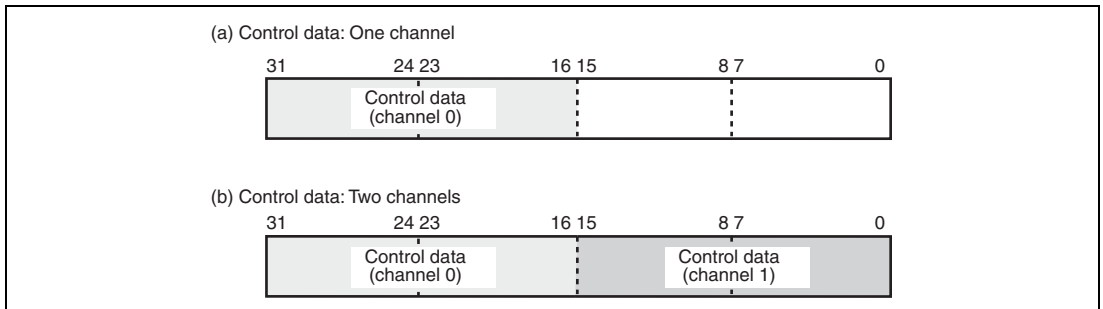 (a) Control data: One channel
31 24 23 16 15 8 7 0
Control data
(channel 0)
(b) Control data: Two channels
31 24 23 16 15 8 7 0
Control data Control data
(channel 0) (channel 1)